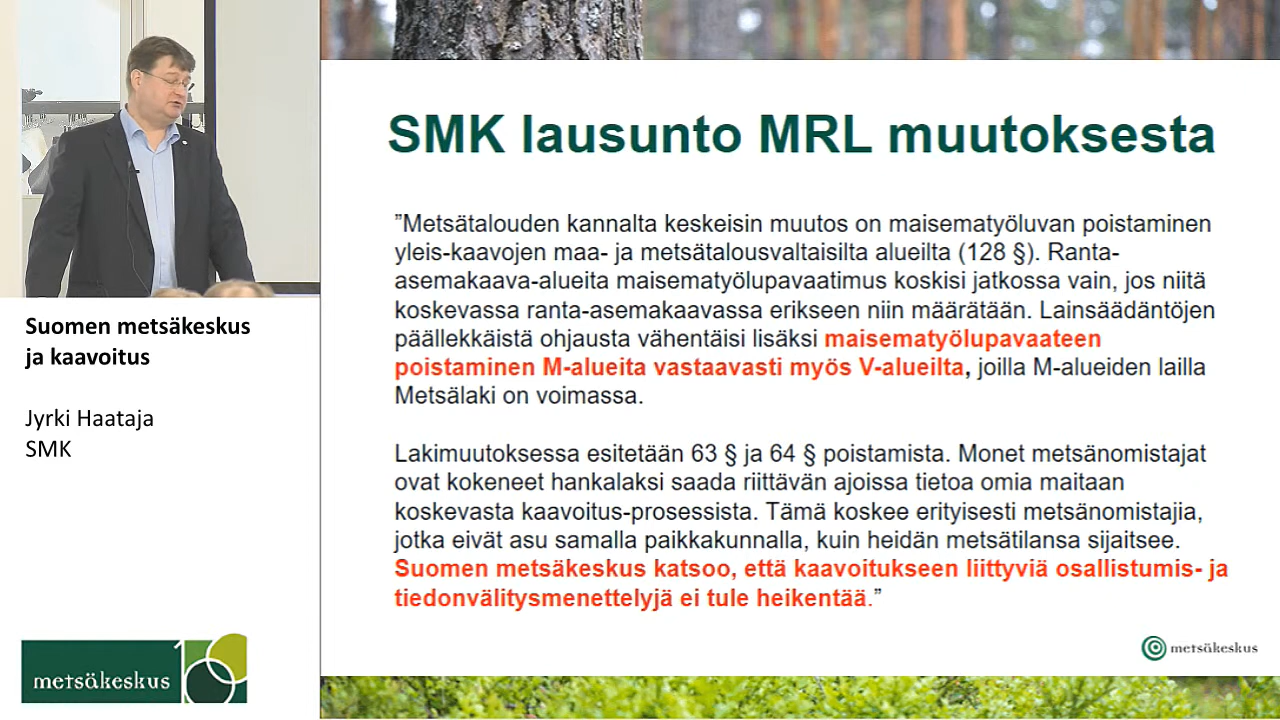 SMK lausunto MRL muutoksesta
”Metsätalouden kannalta keskeisin muutos on maisematyöluvan poistaminen
yleis-kaavojen maa- ja metsätalousvaltaisilta alueilta (128 §). Ranta-
asemakaava-alueita maisematyölupavaatimus koskisi jatkossa vain, jos niitä
koskevassa ranta-asemakaavassa erikseen niin määrätään. Lainsäädäntöjen
päällekkäistä ohjausta vähentäisi lisäksi maisematyölupavaateen
poistaminen M-alueita vastaavasti myös V-alueilta, joilla M-alueiden lailla
Metsälaki on voimassa.
Lakimuutoksessa esitetään 63 § ja 64 § poistamista. Monet metsänomistajat
ovat kokeneet hankalaksi saada riittävän ajoissa tietoa omia maitaan
koskevasta kaavoitus-prosessista. Tämä koskee erityisesti metsänomistajia,
jotka eivät asu samalla paikkakunnalla, kuin heidän metsätilansa sijaitsee.
Suomen metsäkeskus katsoo, että kaavoitukseen liittyviä osallistumis- ja
tiedonvälitysmenettelyjä ei tule heikentää.”
metsäkeskus
Suomen metsäkeskus
ja kaavoitus
Jyrki Haataja
SMK
metsäkeskus 100